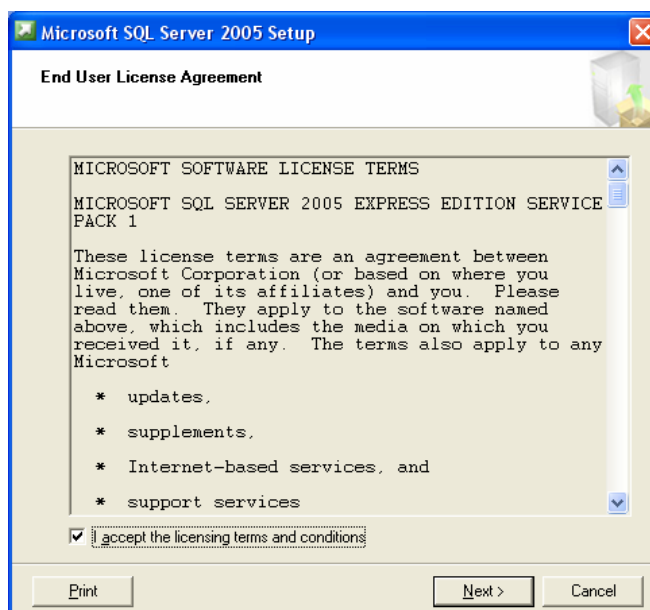 Microsoft SQL Server 2005 Setup
End User License Agreement
MICROSOFT SOFTWARE LICENSE TERMS
MICROSOFT SQL SERVER 2005 EXPRESS EDITION SERVICE
PACK 1
These license terms are an agreement between
Microsoft Corporation (or based on where you
live, one of its affiliates) and you.  Please
read them.  They apply to the software named
above, which includes the media on which you
received it, if any.  The terms also apply to any
Microsoft
* updates,
* supplements,
* Internet-based services, and
* support services
I accept the licensing terms and conditions
Print Next > Cancel